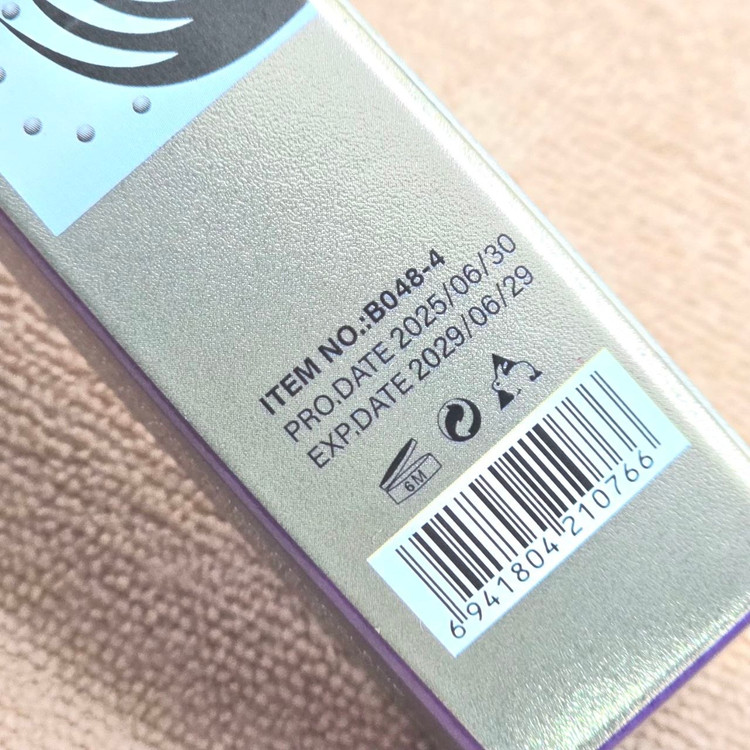 ITEM NO.:B048-4
PRO.DATE 2025/06/30
EXP.DATE 2029/06/29
6M
6941804210766